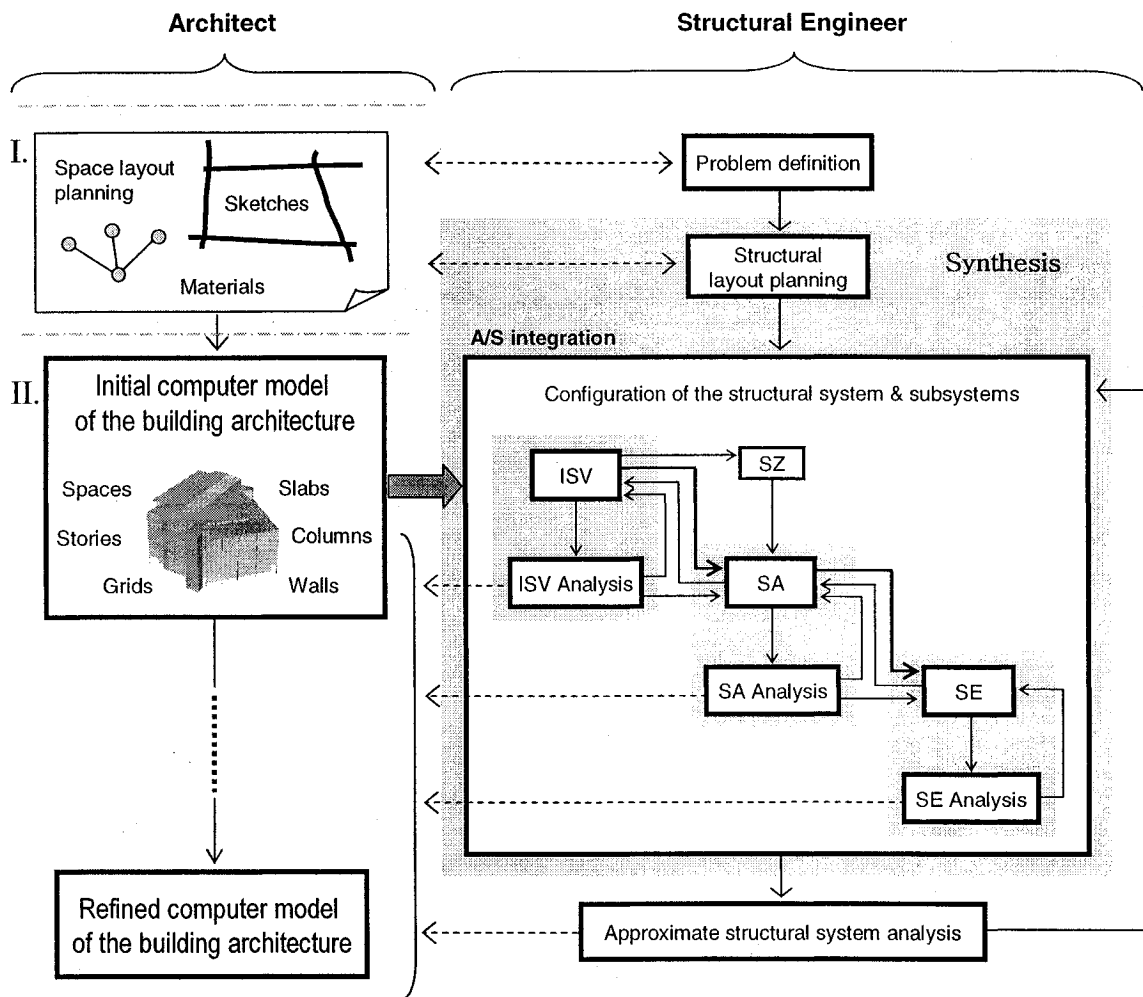 Architect
Structural Engineer
I.
Space layout
planning
Sketches
Materials
Problem definition
Structural
layout planning
Synthesis
A/S integration
II.
Initial computer model
of the building architecture
Spaces
Slabs
Stories
Columns
Grids
Walls
Configuration of the structural system & subsystems
ISV
SZ
ISV Analysis
SA
SA Analysis
SE
SE Analysis
Refined computer model
of the building architecture
Approximate structural system analysis